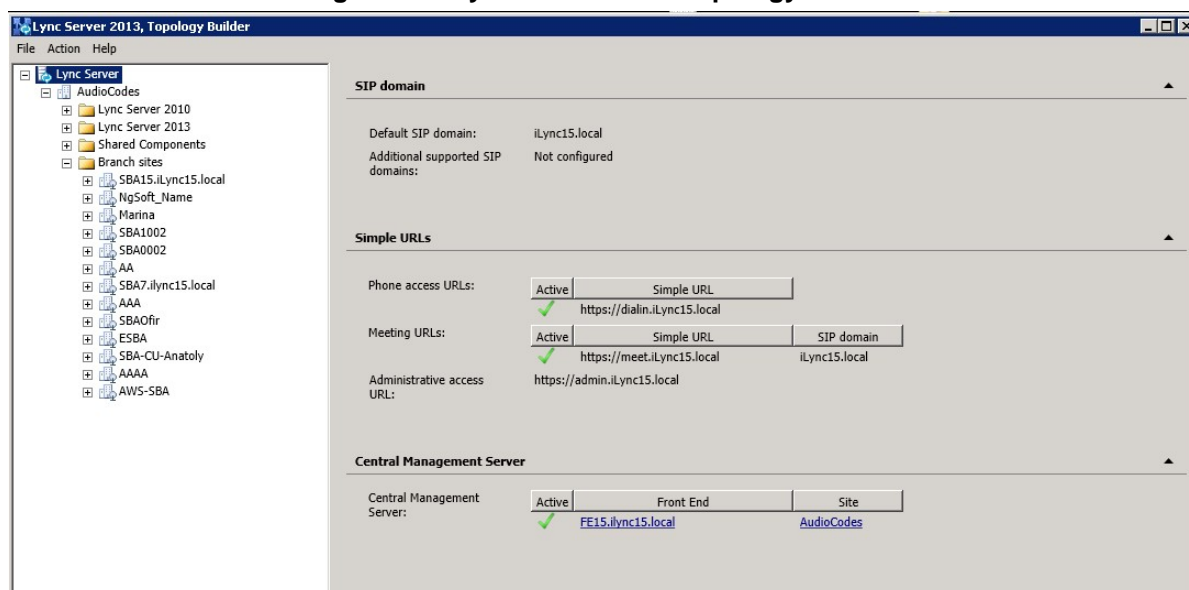 Lync Server 2013, Topology Builder
File Action Help
Lync Server
AudioCodes
Lync Server 2010
Lync Server 2013
Shared Components
Branch sites
SBA15.iLync15.local
NgSoft_Name
Marina
SBA1002
SBA0002
AA
SBA7.ilync15.local
AAA
SBAOfir
ESBA
SBA-CU-Anatoly
AAAA
AWS-SBA
SIP domain
Default SIP domain: iLync15.local
Additional supported SIP Not configured
domains:
Simple URLs
Phone access URLs: Active Simple URL
https://dialin.iLync15.local
Meeting URLs: Active Simple URL SIP domain
https://meet.iLync15.local iLync15.local
Administrative access https://admin.iLync15.local
URL:
Central Management Server
Central Management Active Front End Site
Server:
FE15.ilync15.local AudioCodes